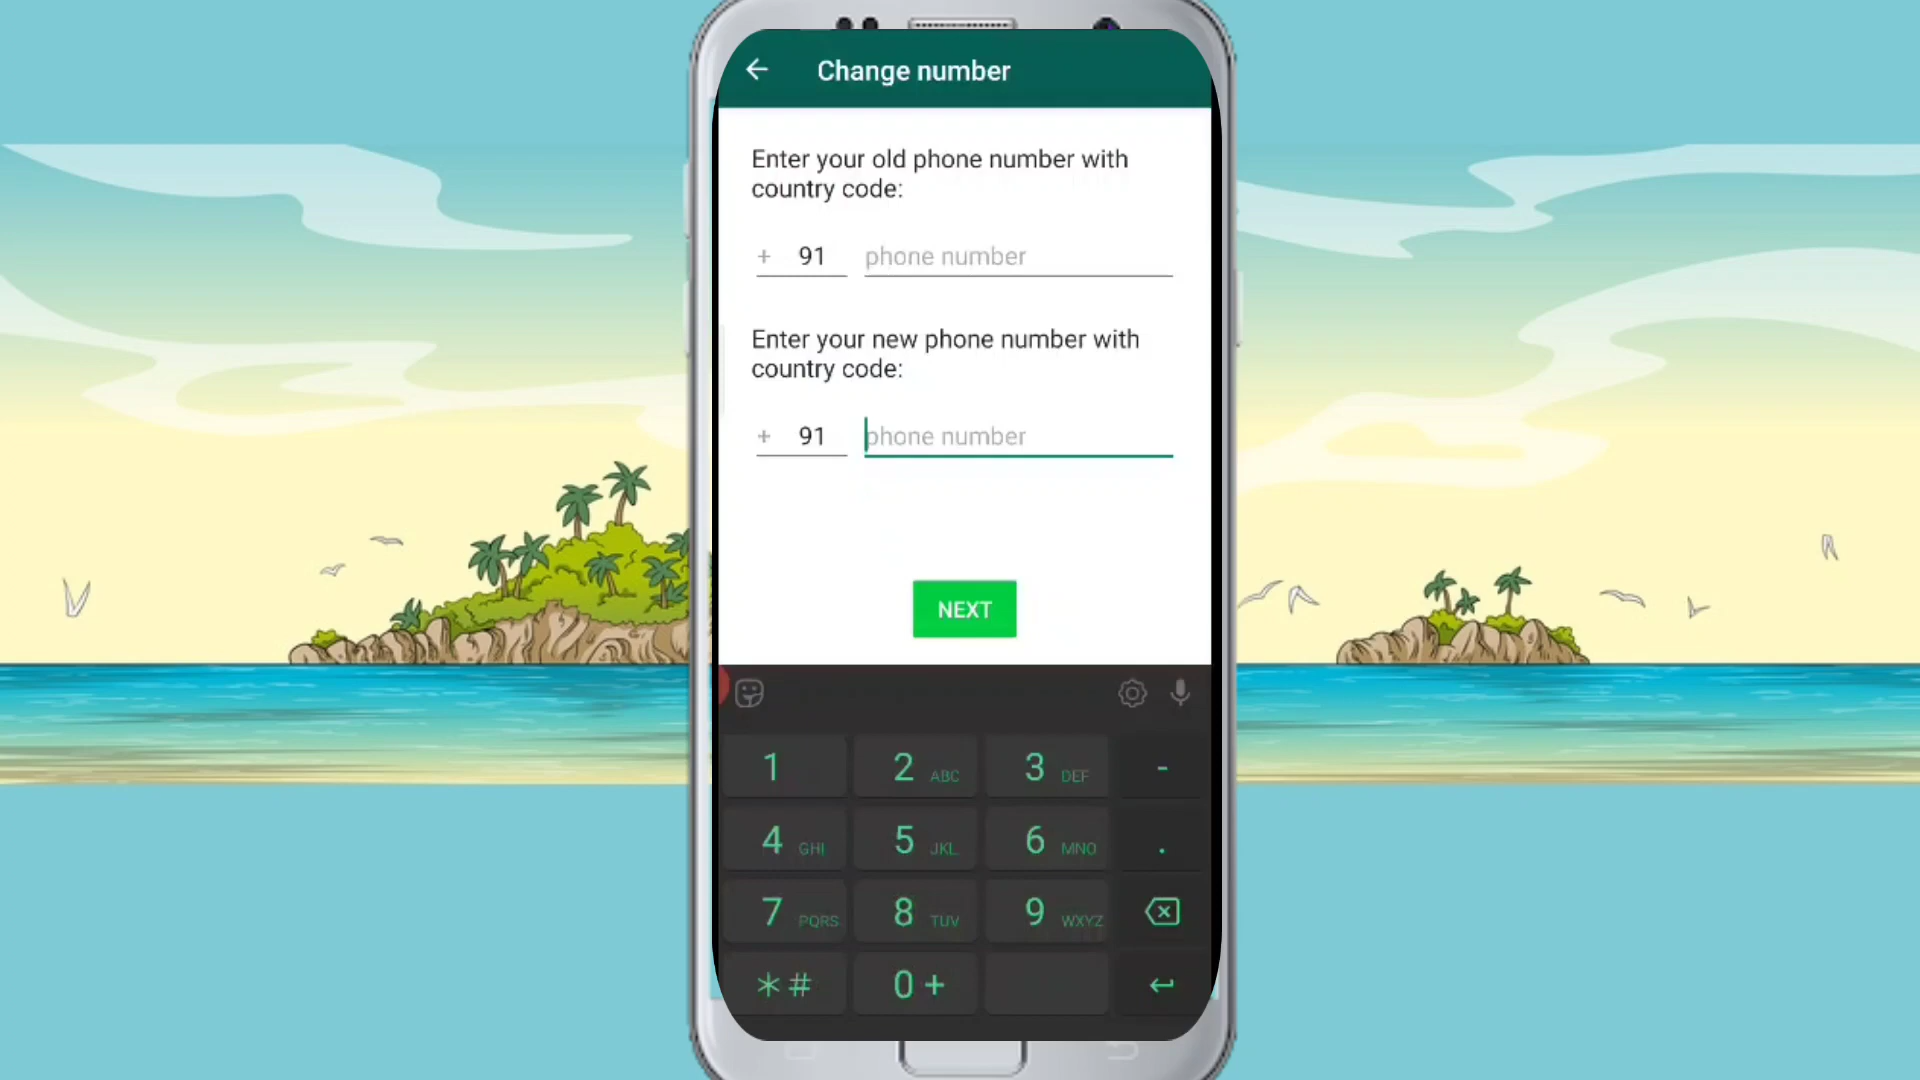 Change number
Enter your old phone number with
country code:
+ 91 phone number
Enter your new phone number with
country code:
+ 91 phone number
NEXT
1 2 ABC 3 DEF -
4 GHI 5 JKL 6 MNO .
7 PQRS 8 TUV 9 WXYZ
*# 0 +